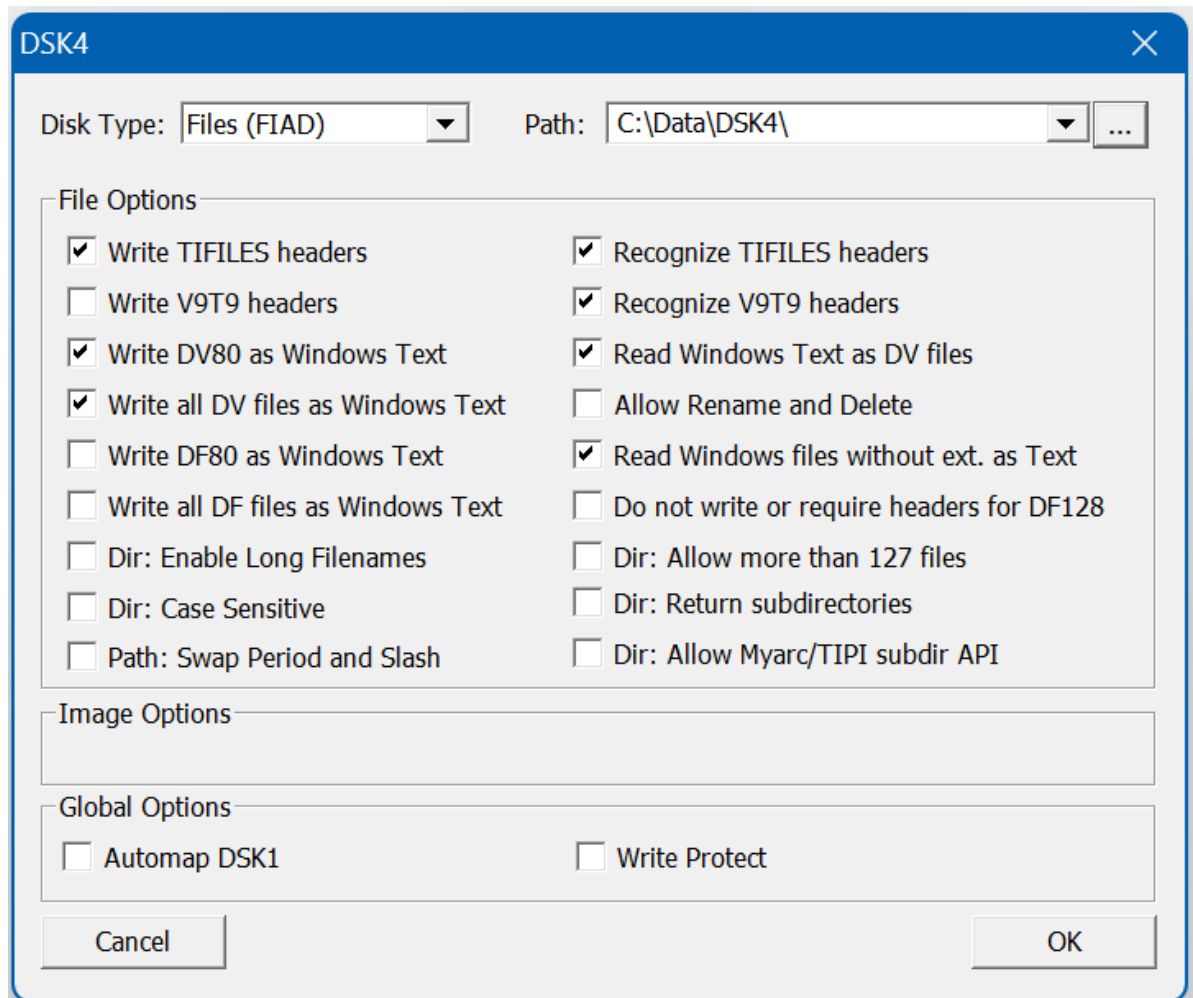 DSK4
Disk Type: Files (FIAD) Path: C:\Data\DSK4\ ...
File Options
Write TIFILES headers Recognize TIFILES headers
Write V9T9 headers Recognize V9T9 headers
Write DV80 as Windows Text Read Windows Text as DV files
Write all DV files as Windows Text Allow Rename and Delete
Write DF80 as Windows Text Read Windows files without ext. as Text
Write all DF files as Windows Text Do not write or require headers for DF128
Dir: Enable Long Filenames Dir: Allow more than 127 files
Dir: Case Sensitive Dir: Return subdirectories
Path: Swap Period and Slash Dir: Allow Myarc/TIPI subdir API
Image Options
Global Options
Automap DSK1 Write Protect
Cancel OK